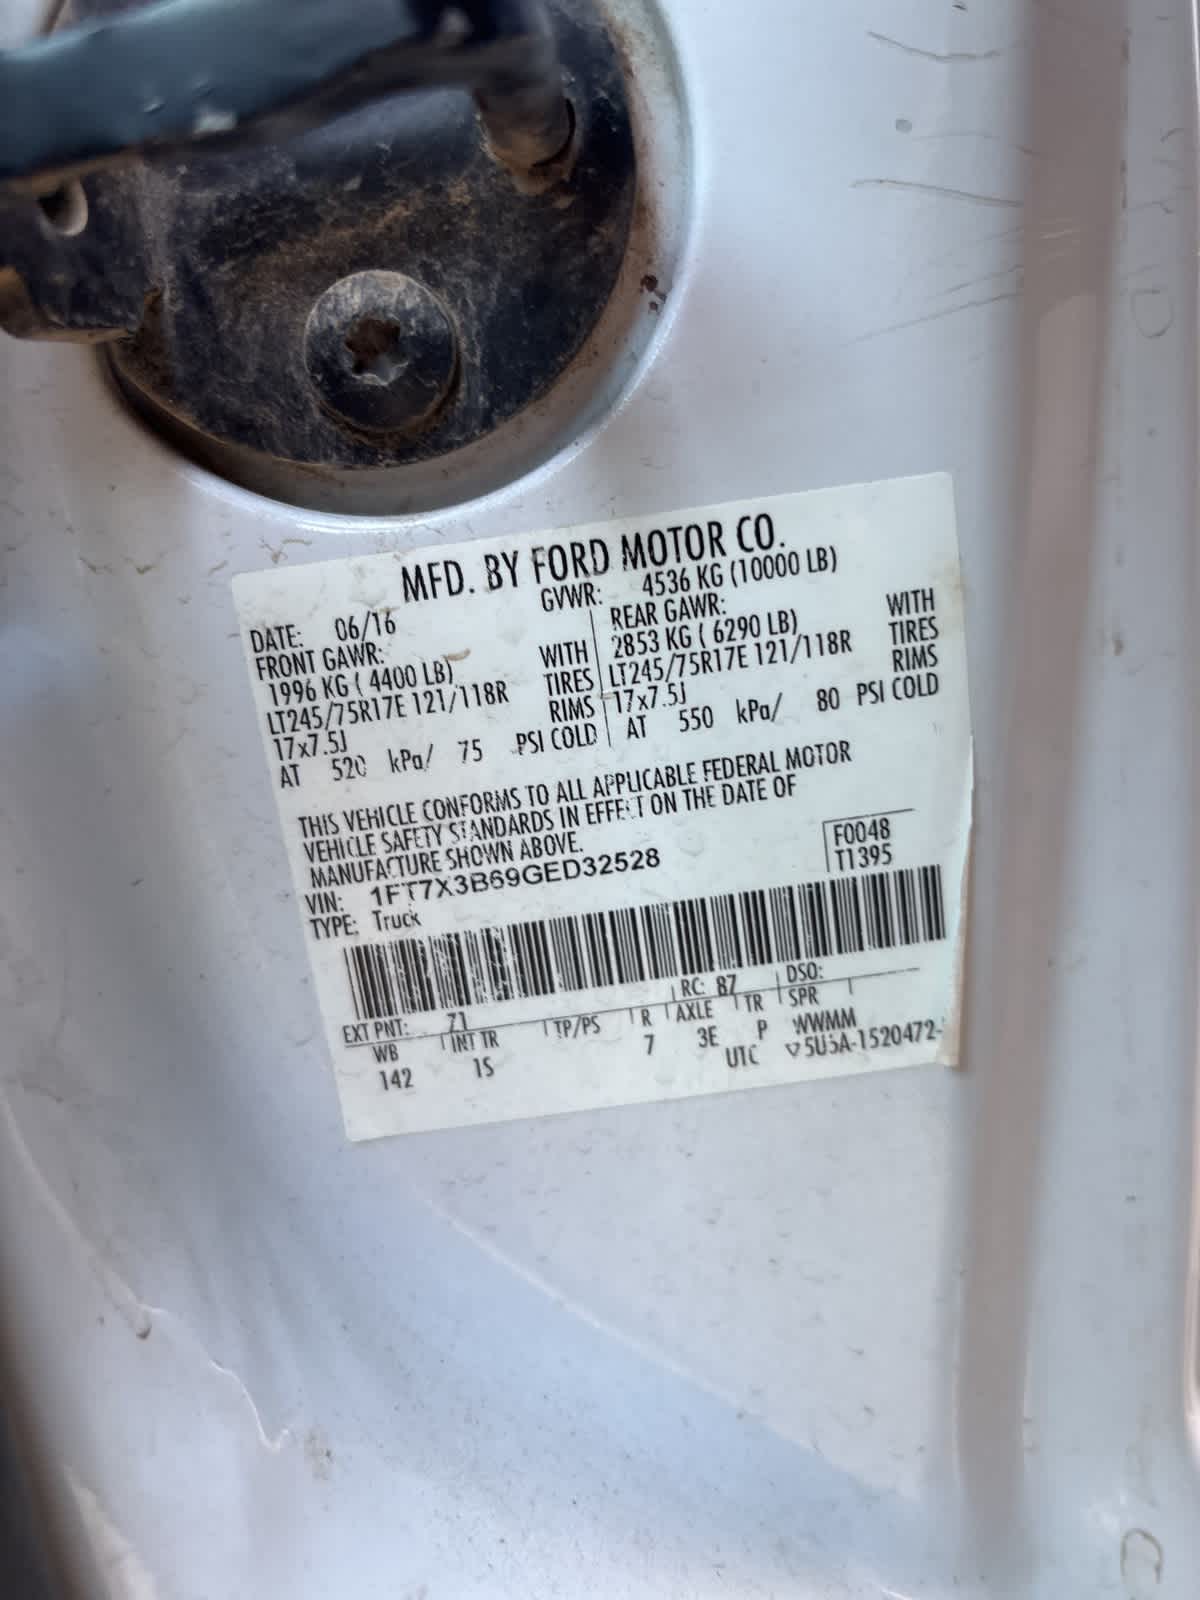 MFD. BY FORD MOTOR CO.
DATE: 06/16
GVWR: 4536 KG (10000 LB)
FRONT GAWR:
1996 KG ( 4400 LB) WITH
LT245/75R17E 121/118R TIRES
17x7.5J RIMS
AT 520 kPa/ 75 PSI COLD
REAR GAWR:
2853 KG ( 6290 LB) WITH
LT245/75R17E 121/118R TIRES
17x7.5J RIMS
AT 550 kPa/ 80 PSI COLD
THIS VEHICLE CONFORMS TO ALL APPLICABLE FEDERAL MOTOR
VEHICLE SAFETY STANDARDS IN EFFECT ON THE DATE OF
MANUFACTURE SHOWN ABOVE.
VIN: 1FT7X3B69GED32528
TYPE: Truck
F0048
T1395
EXT PNT: Z1 RC: 87 DSO:
WB INT TR TP/PS R AXLE TR SPR
142 1S 7 3E P WWMM
UTC